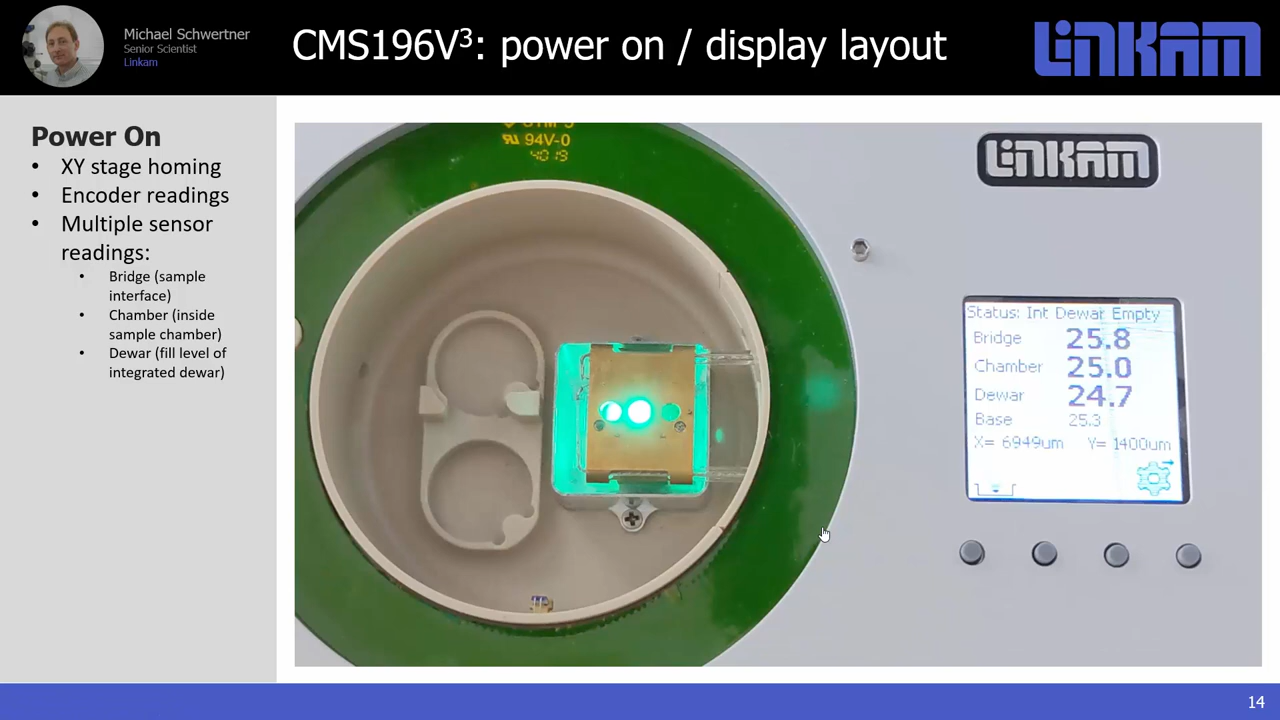 Michael Schwertner
Senior Scientist
Linkam
CMS196V³: power on / display layout
LINKAM
Power On
• XY stage homing
• Encoder readings
• Multiple sensor
readings:
• Bridge (sample
interface)
• Chamber (inside
sample chamber)
• Dewar (fill level of
integrated dewar)
94V-0
4019
LINKAM
Status: Int Dewar Empty
Bridge 25.8
Chamber 25.0
Dewar 24.7
Base 25.3
X= 6949um Y= 1400um
14